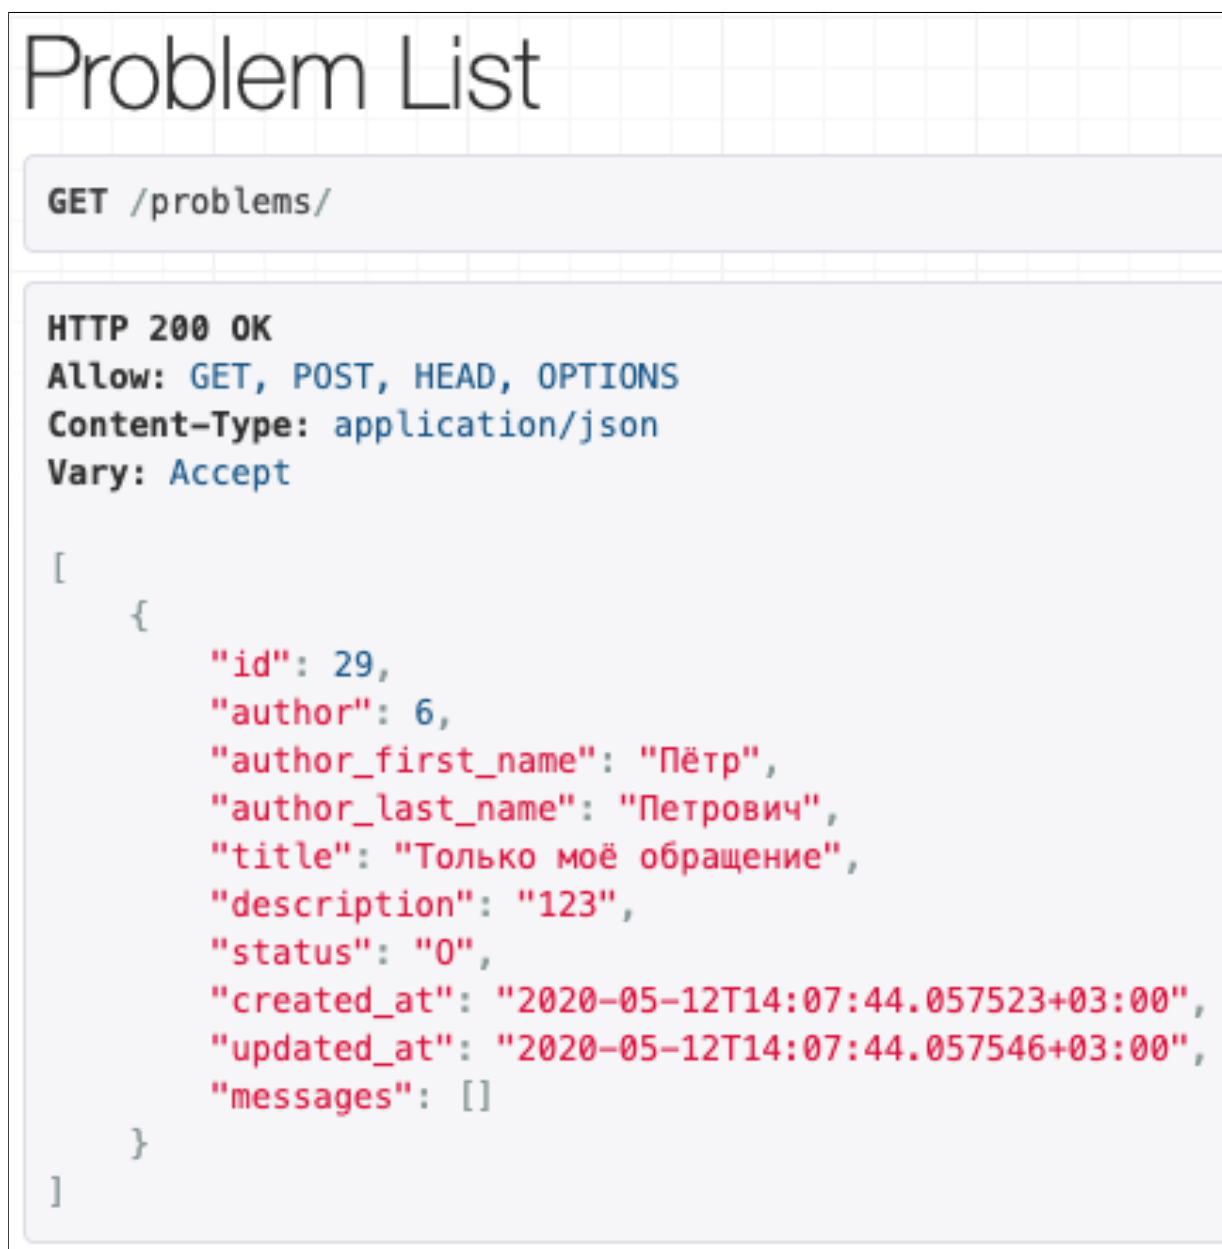 Problem List
GET /problems/
HTTP 200 OK
Allow: GET, POST, HEAD, OPTIONS
Content-Type: application/json
Vary: Accept
[
    {
        "id": 29,
        "author": 6,
        "author_first_name": "Пётр",
        "author_last_name": "Петрович",
        "title": "Только моё обращение",
        "description": "123",
        "status": "O",
        "created_at": "2020-05-12T14:07:44.057523+03:00",
        "updated_at": "2020-05-12T14:07:44.057546+03:00",
        "messages": []
    }
]